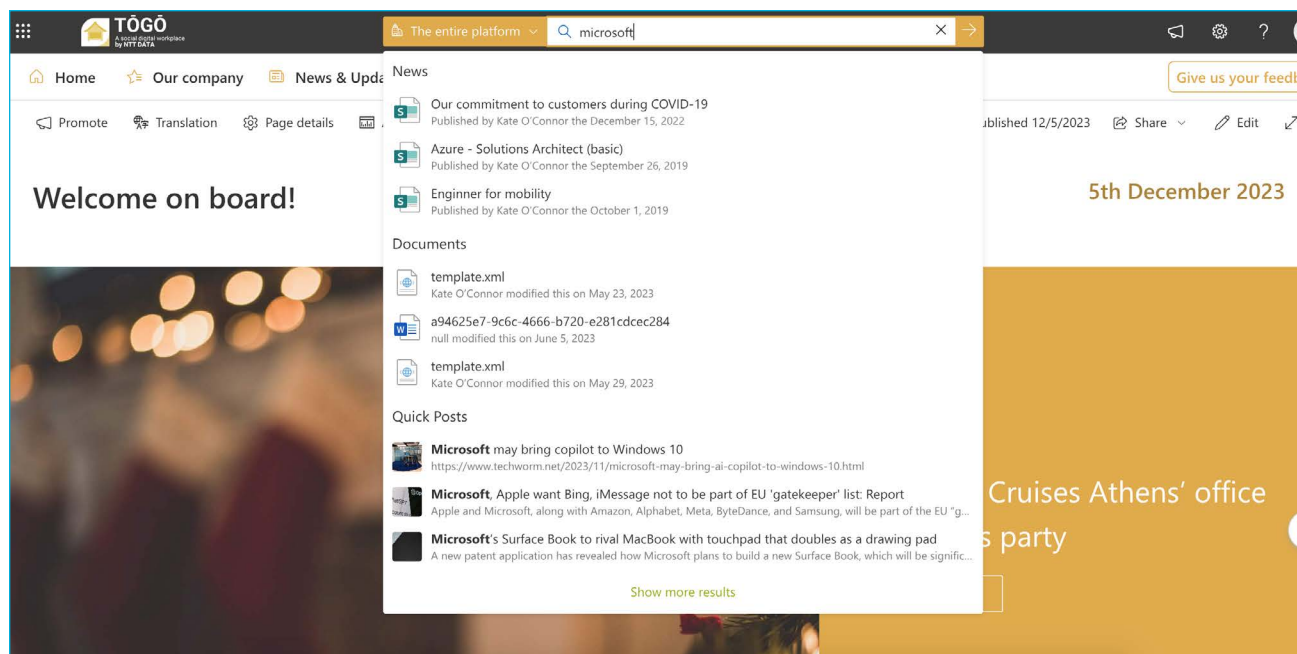 TŌGŌ
A social digital workplace
by NTT DATA
The entire platform
microsoft
Home
Our company
News & Upda
Give us your feedb
Promote
Translation
Page details
ublished 12/5/2023
Share
Edit
Welcome on board!
5th December 2023
News
Our commitment to customers during COVID-19
Published by Kate O'Connor the December 15, 2022
Azure - Solutions Architect (basic)
Published by Kate O'Connor the September 26, 2019
Enginner for mobility
Published by Kate O'Connor the October 1, 2019
Documents
template.xml
Kate O'Connor modified this on May 23, 2023
a94625e7-9c6c-4666-b720-e281cdcec284
null modified this on June 5, 2023
template.xml
Kate O'Connor modified this on May 29, 2023
Quick Posts
Microsoft may bring copilot to Windows 10
https://www.techworm.net/2023/11/microsoft-may-bring-ai-copilot-to-windows-10.html
Microsoft, Apple want Bing, iMessage not to be part of EU 'gatekeeper' list: Report
Apple and Microsoft, along with Amazon, Alphabet, Meta, ByteDance, and Samsung, will be part of the EU "g...
Microsoft's Surface Book to rival MacBook with touchpad that doubles as a drawing pad
A new patent application has revealed how Microsoft plans to build a new Surface Book, which will be signific...
Show more results
Cruises Athens' office
s party